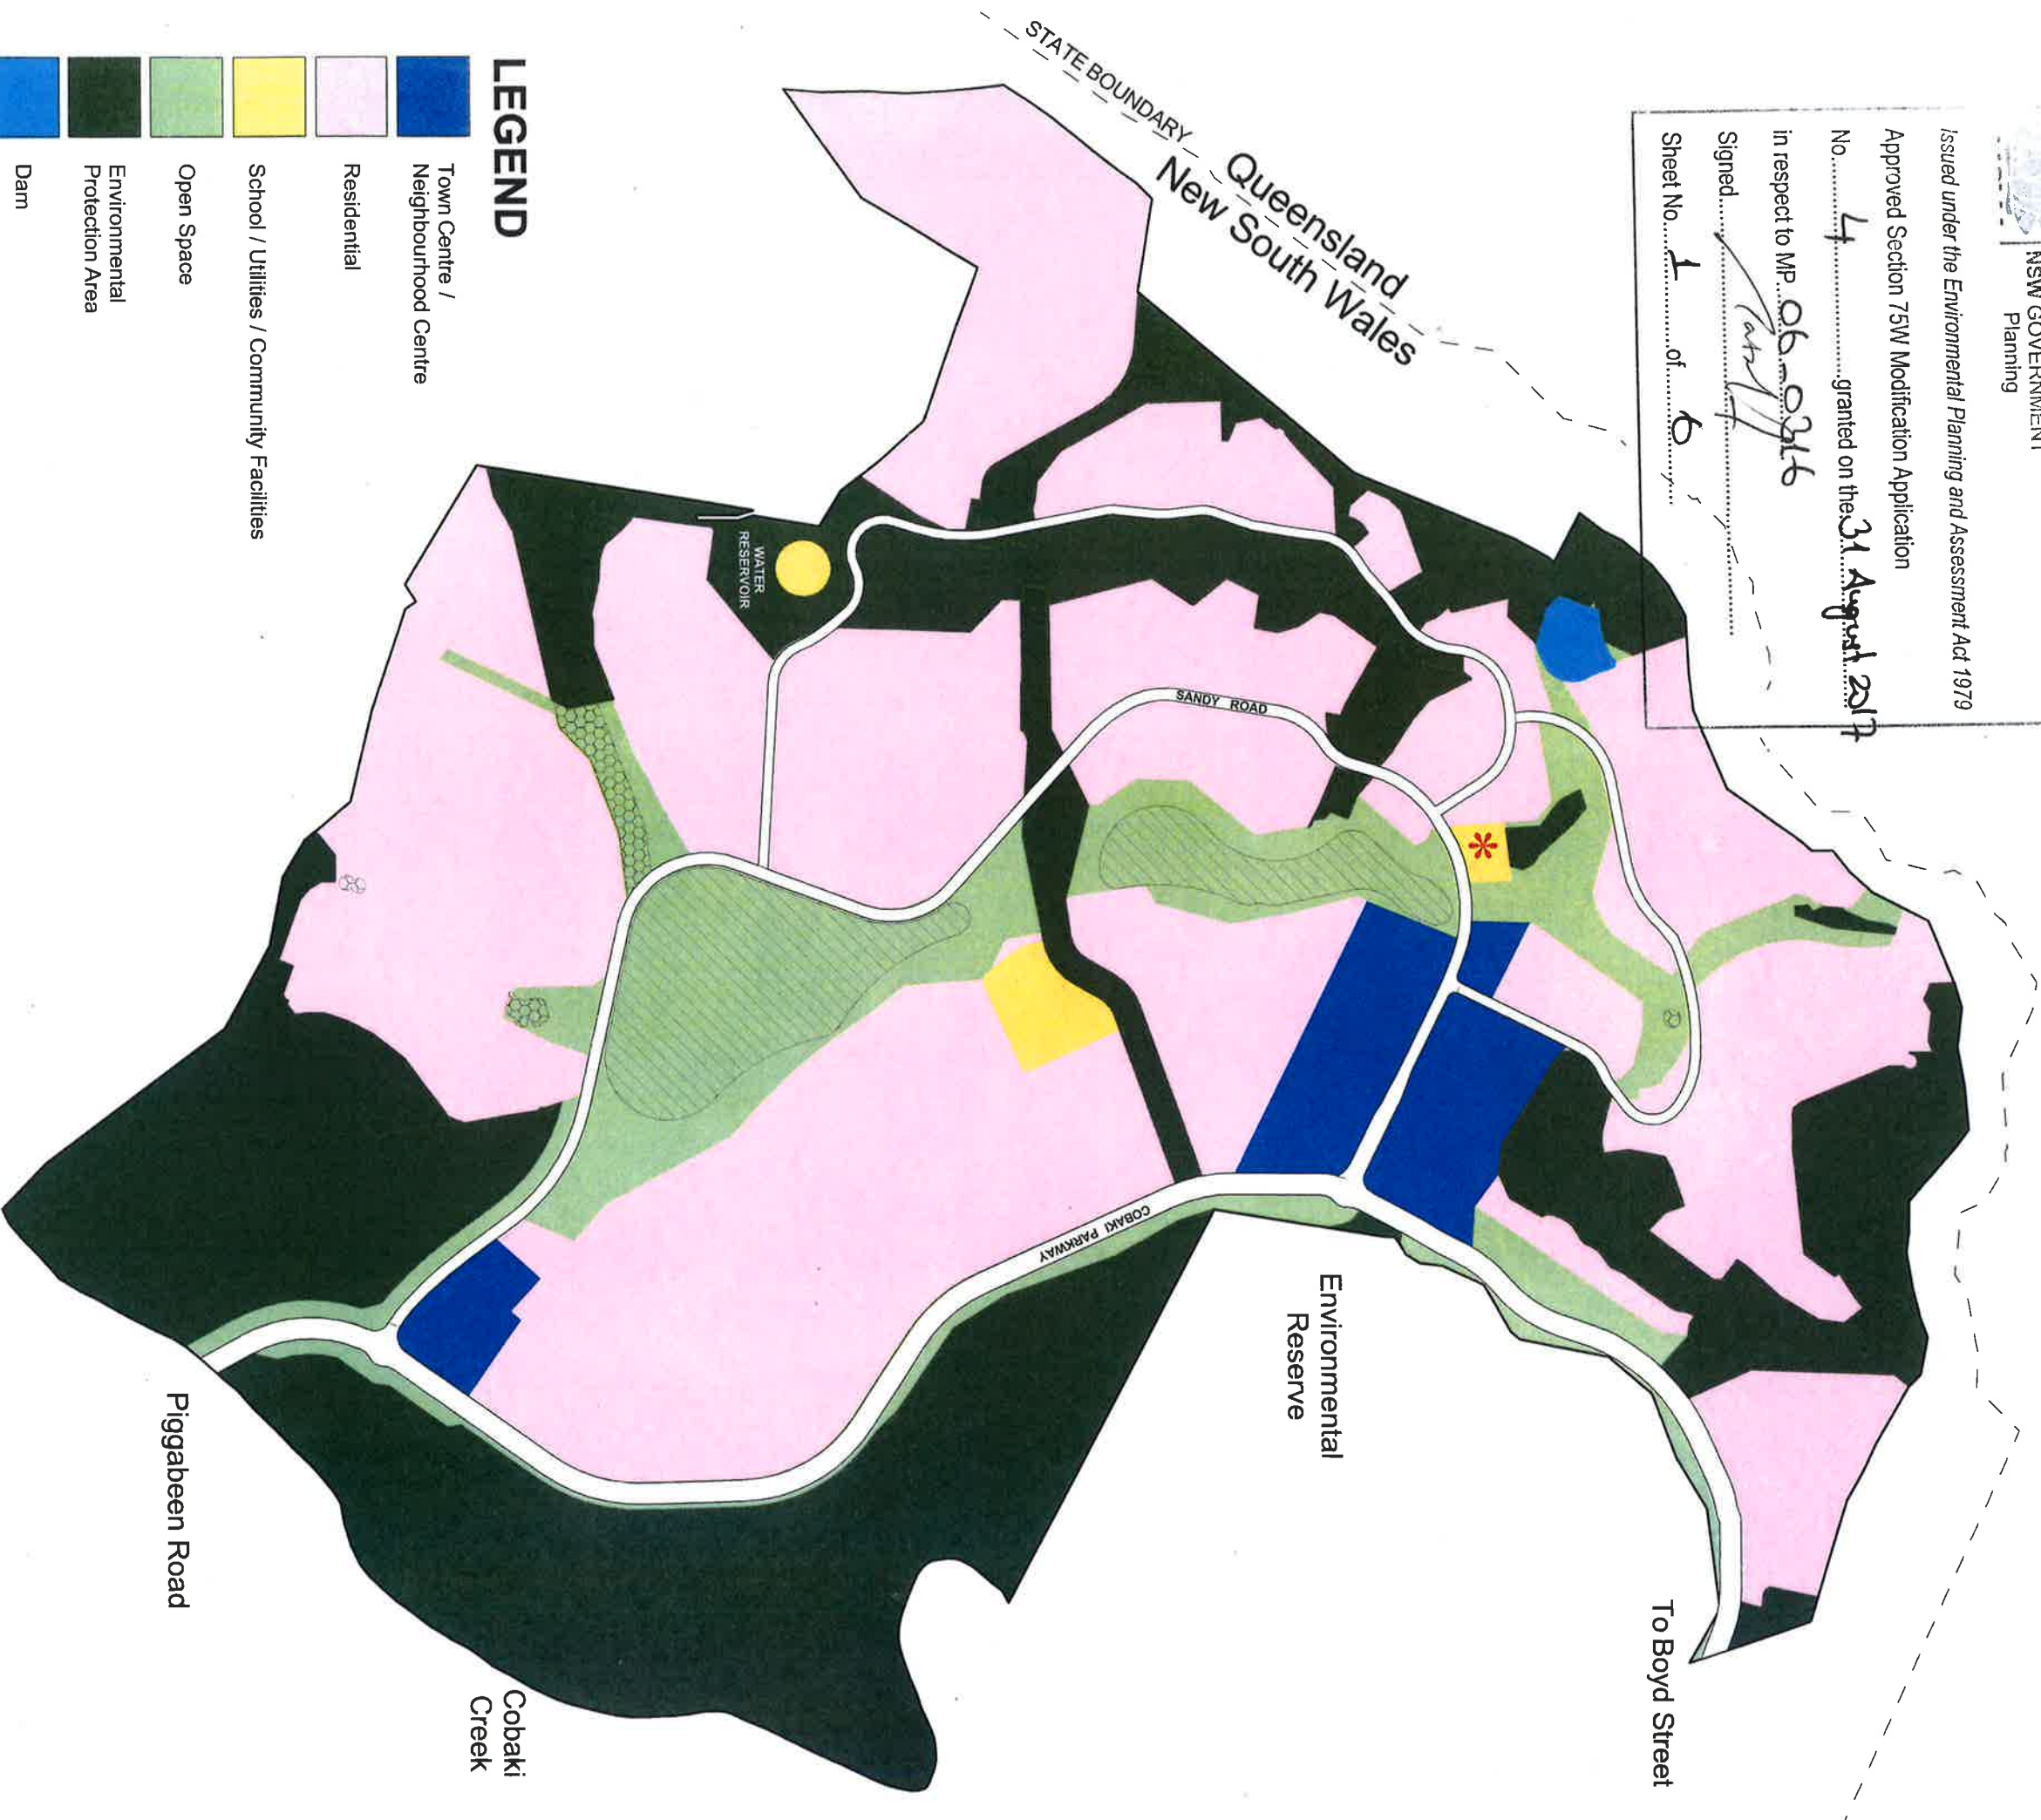 NSW GOVERNMENT
Planning
Issued under the Environmental Planning and Assessment Act 1979
Approved Section 75W Modification Application
No. 4 granted on the 31 August 2017
in respect to MP 06-0316
Signed
Sheet No. 1 of 6
STATE BOUNDARY
Queensland
New South Wales
LEGEND
Town Centre /
Neighbourhood Centre
Residential
School / Utilities / Community Facilities
Open Space
Environmental
Protection Area
Dam
WATER
RESERVOIR
SANDY ROAD
COBAKI PARKWAY
Environmental
Reserve
To Boyd Street
Piggabeen Road
Cobaki
Creek